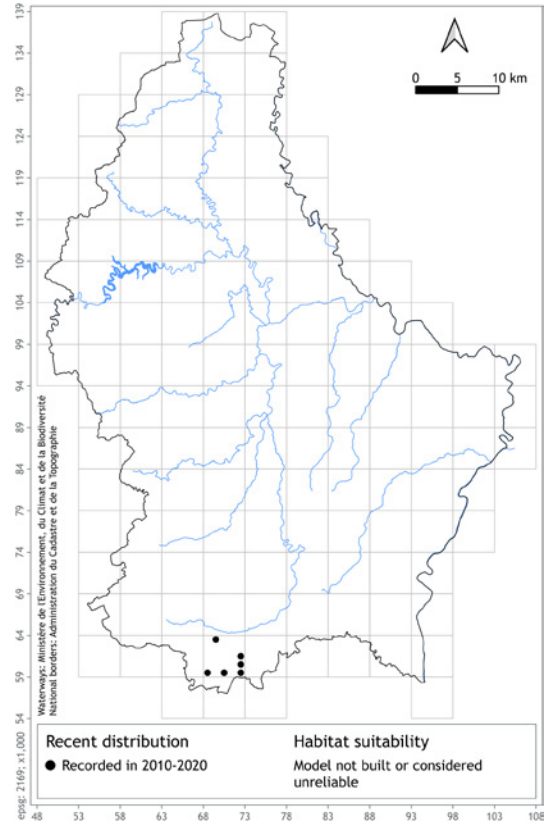 139
134
129
124
119
114
109
104
99
94
89
84
79
74
69
64
59
54
0 5 10 km
Waterways: Ministère de l'Environnement, du Climat et de la Biodiversité
National borders: Administration du Cadastre et de la Topographie
epsg: 2169; x1,000
Recent distribution
Recorded in 2010-2020
Habitat suitability
Model not built or considered
unreliable
48 53 58 63 68 73 78 83 88 93 98 103 108